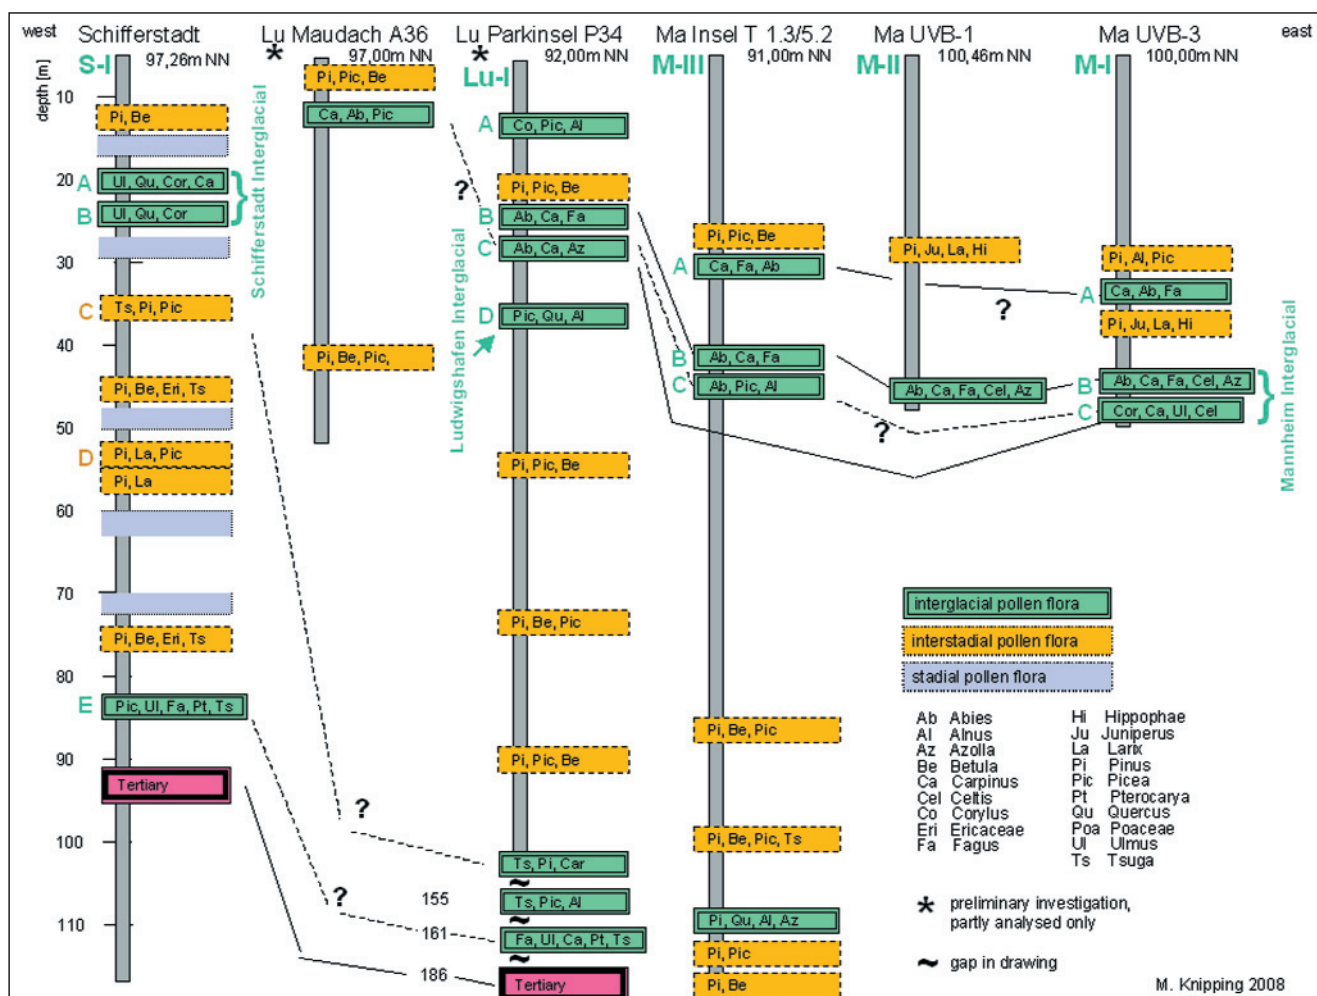 west
Schifferstadt
Lu Maudach A36
Lu Parkinsel P34
Ma Insel T 1.3/5.2
Ma UVB-1
Ma UVB-3
east
S-I
97,26m NN
*
97,00m NN
*
Lu-I
92,00m NN
M-III
91,00m NN
M-II
100,46m NN
M-I
100,00m NN
depth [m]
10
20
30
40
50
60
70
80
90
100
110
Pi, Be
A
Ul, Qu, Cor, Ca
B
Ul, Qu, Cor
}
Schifferstadt Interglacial
C
Ts, Pi, Pic
Pi, Be, Eri, Ts
D
Pi, La, Pic
Pi, La
Pi, Be, Eri, Ts
E
Pic, Ul, Fa, Pt, Ts
Tertiary
Pi, Pic, Be
Ca, Ab, Pic
Pi, Be, Pic,
?
?
?
155
161
186
A
Co, Pic, Al
Pi, Pic, Be
B
Ab, Ca, Fa
C
Ab, Ca, Az
D
Pic, Qu, Al
Ludwigshafen Interglacial
Pi, Pic, Be
Pi, Be, Pic
Pi, Pic, Be
Ts, Pi, Car
~
Ts, Pic, Al
~
Fa, Ul, Ca, Pt, Ts
~
Tertiary
Pi, Pic, Be
A
Ca, Fa, Ab
B
Ab, Ca, Fa
C
Ab, Pic, Al
Pi, Be, Pic
Pi, Be, Pic, Ts
Pi, Qu, Al, Az
Pi, Pic
Pi, Be
Pi, Ju, La, Hi
Ab, Ca, Fa, Cel, Az
?
?
Pi, Al, Pic
A
Ca, Ab, Fa
Pi, Ju, La, Hi
B
Ab, Ca, Fa, Cel, Az
C
Cor, Ca, Ul, Cel
}
Mannheim Interglacial
interglacial pollen flora
interstadial pollen flora
stadial pollen flora
Ab Abies
Al Alnus
Az Azolla
Be Betula
Ca Carpinus
Cel Celtis
Co Corylus
Eri Ericaceae
Fa Fagus
Hi Hippophae
Ju Juniperus
La Larix
Pi Pinus
Pic Picea
Pt Pterocarya
Qu Quercus
Poa Poaceae
Ul Ulmus
Ts Tsuga
* preliminary investigation,
partly analysed only
~ gap in drawing
M. Knipping 2008